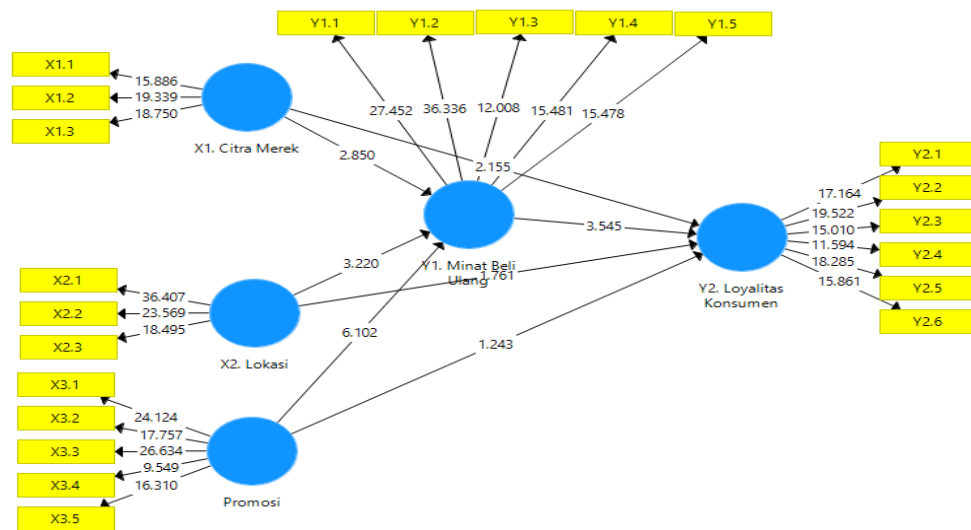 Y1.1 Y1.2 Y1.3 Y1.4 Y1.5
27.452 36.336 12.008 15.481 15.478
X1.1
X1.2
X1.3
15.886
19.339
18.750
X1. Citra Merek
2.850
2.155
X2.1
X2.2
X2.3
36.407
23.569
18.495
X2. Lokasi
3.220
1.761
X3.1
X3.2
X3.3
X3.4
X3.5
24.124
17.757
26.634
9.549
16.310
Promosi
6.102
1.243
Y1. Minat Beli
Ulang
3.545
Y2. Loyalitas
Konsumen
17.164
19.522
15.010
11.594
18.285
15.861
Y2.1
Y2.2
Y2.3
Y2.4
Y2.5
Y2.6